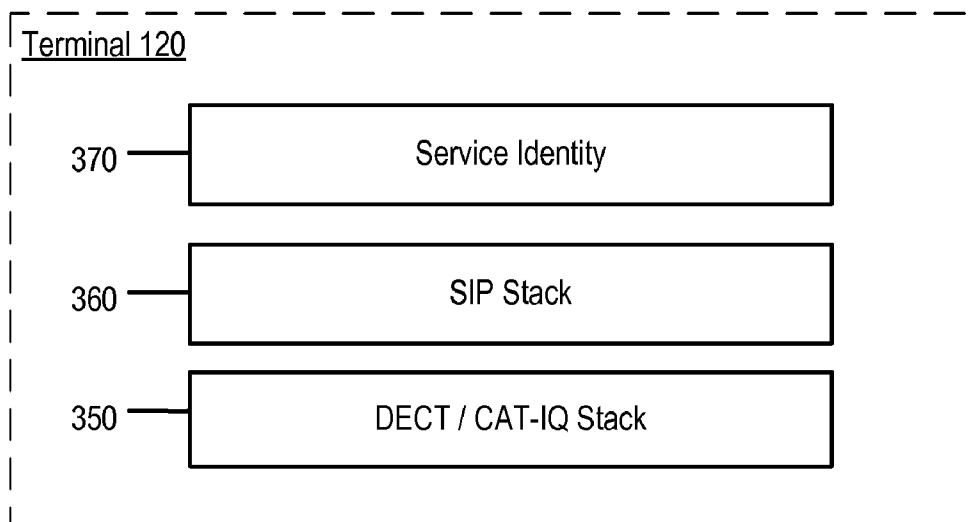 Terminal 120
370
Service Identity
360
SIP Stack
350
DECT / CAT-IQ Stack